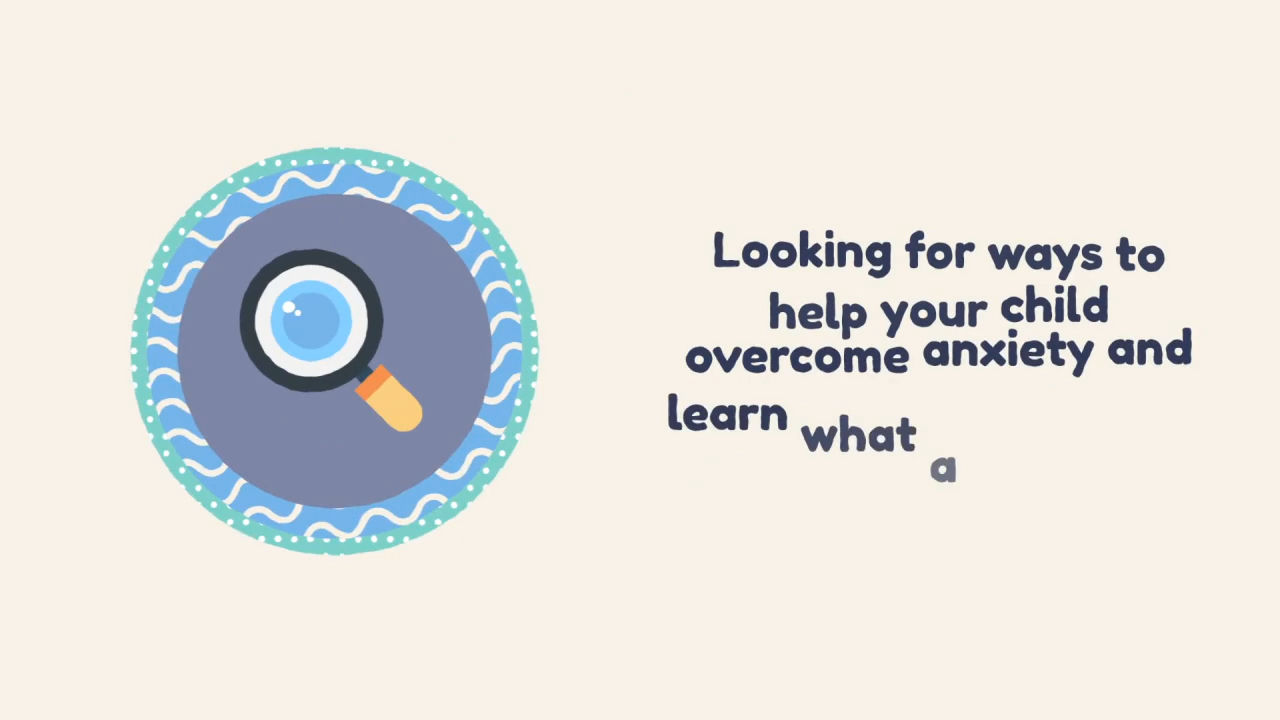 Looking for ways to
help your child
overcome anxiety and
learn what a